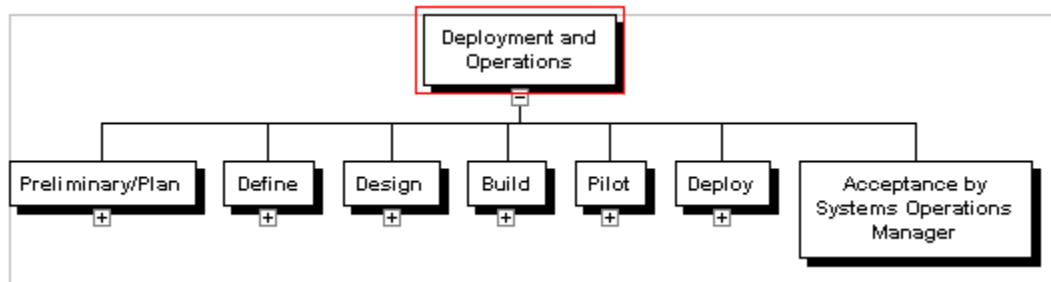 Deployment and
Operations
Preliminary/Plan
Define
Design
Build
Pilot
Deploy
Acceptance by
Systems Operations
Manager